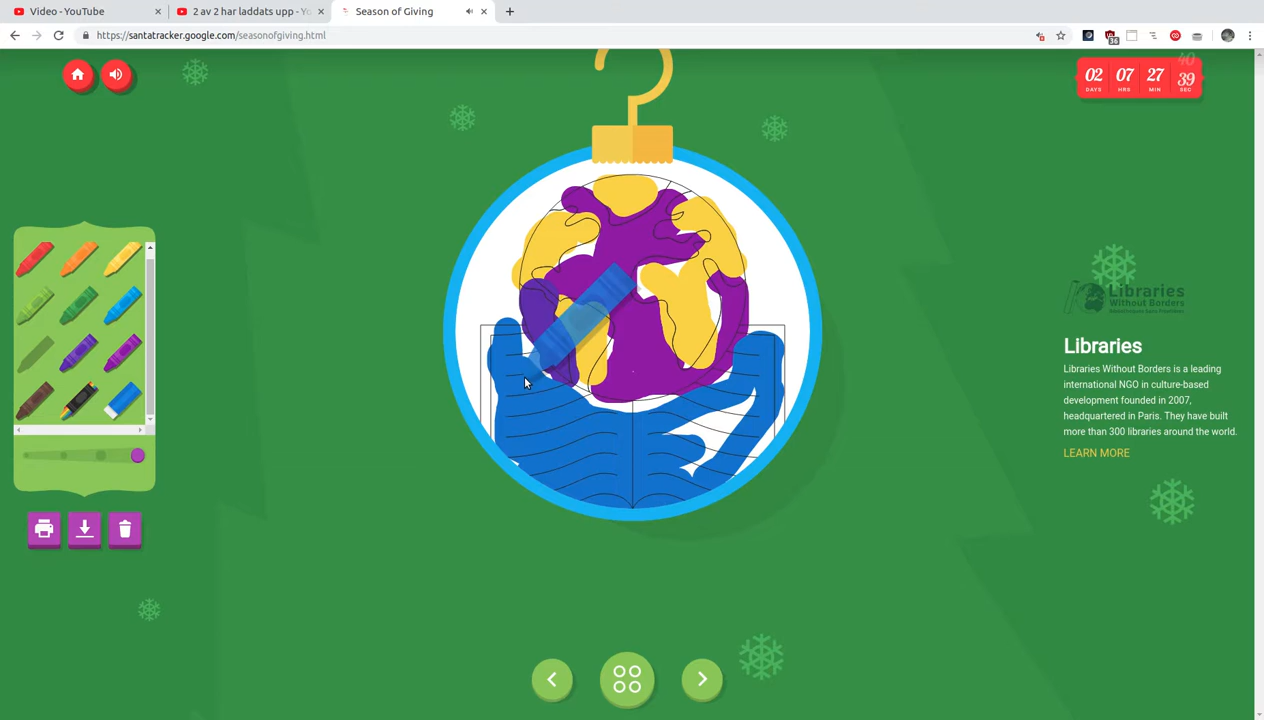 Video - YouTube
2 av 2 har laddats upp - Yo
Season of Giving
https://santatracker.google.com/seasonofgiving.html
36
02 07 27 39
DAYS HRS MIN SEC
Libraries
Without Borders
Libraries
Libraries Without Borders is a leading
international NGO in culture-based
development founded in 2007,
headquartered in Paris. They have built
more than 300 libraries around the world.
LEARN MORE